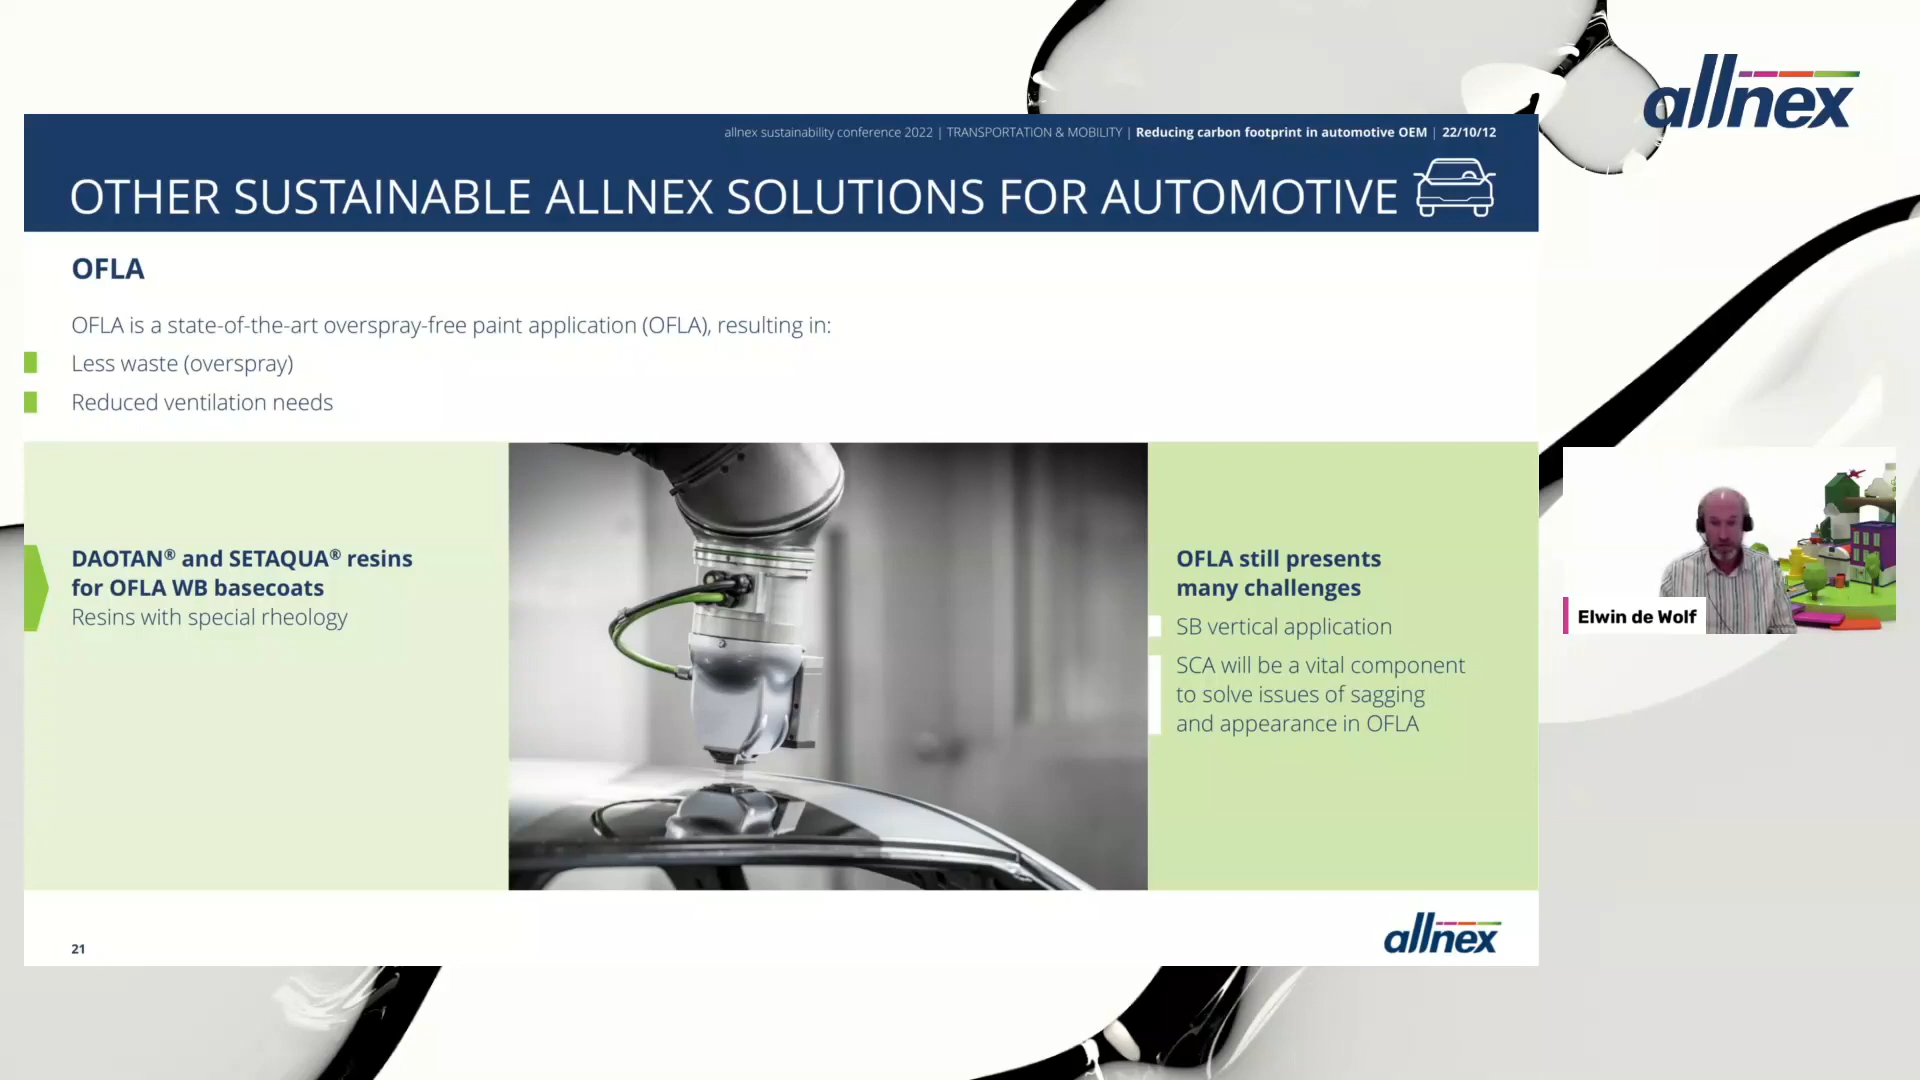 allnex
allnex sustainability conference 2022 | TRANSPORTATION & MOBILITY | Reducing carbon footprint in automotive OEM | 22/10/12
OTHER SUSTAINABLE ALLNEX SOLUTIONS FOR AUTOMOTIVE
OFLA
OFLA is a state-of-the-art overspray-free paint application (OFLA), resulting in:
Less waste (overspray)
Reduced ventilation needs
DAOTAN® and SETAQUA® resins
for OFLA WB basecoats
Resins with special rheology
OFLA still presents
many challenges
SB vertical application
SCA will be a vital component
to solve issues of sagging
and appearance in OFLA
Elwin de Wolf
21
allnex